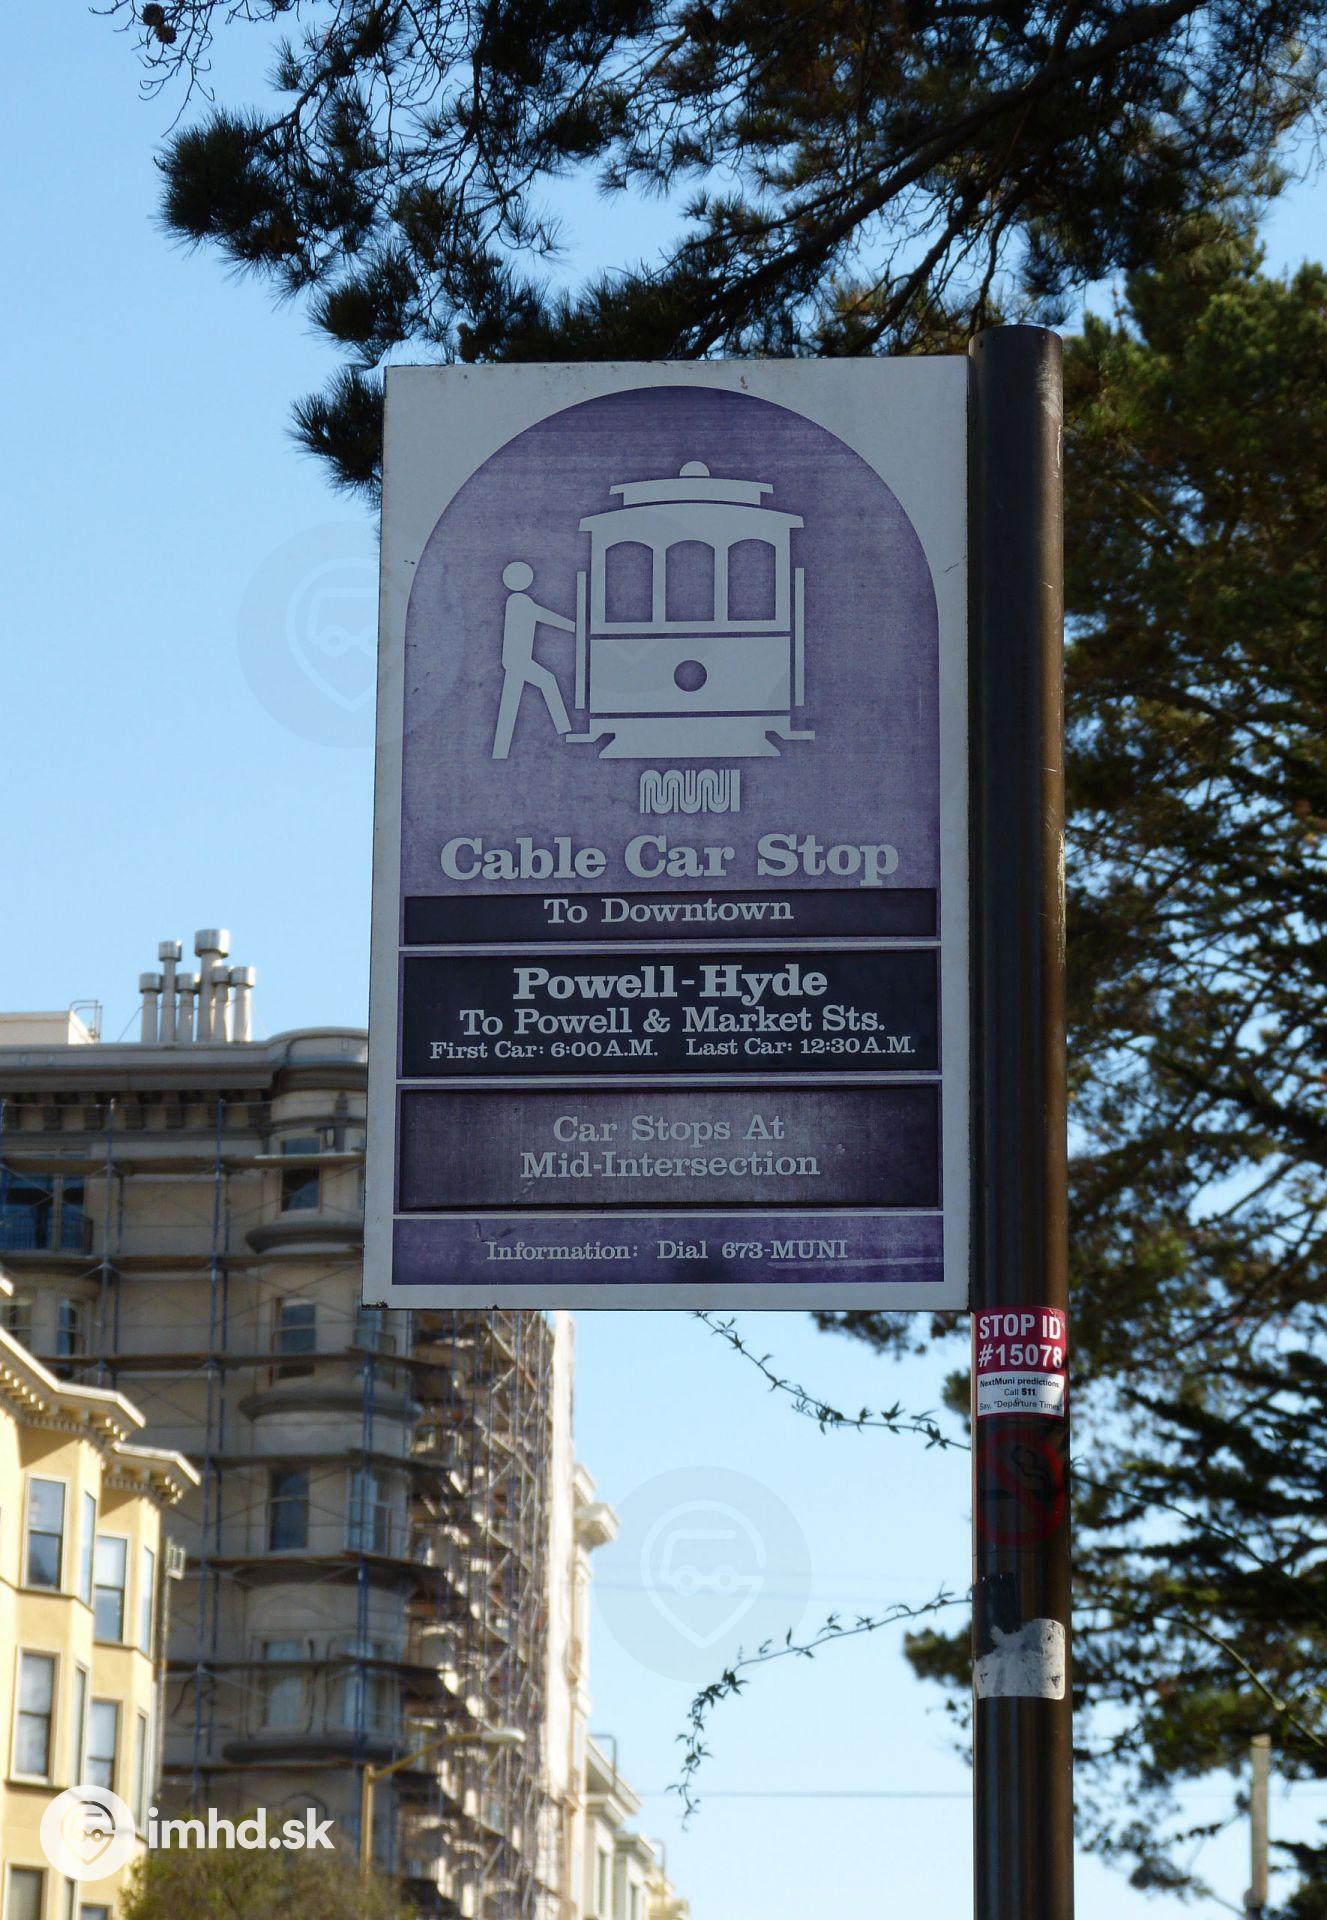 MUNI
Cable Car Stop
To Downtown
Powell-Hyde
To Powell & Market Sts.
First Car: 6:00 A.M. Last Car: 12:30 A.M.
Car Stops At
Mid-Intersection
Information: Dial 673-MUNI
STOP ID
#15078
NextMuni predictions:
Call 511
Say, "Departure Times"
imhd.sk